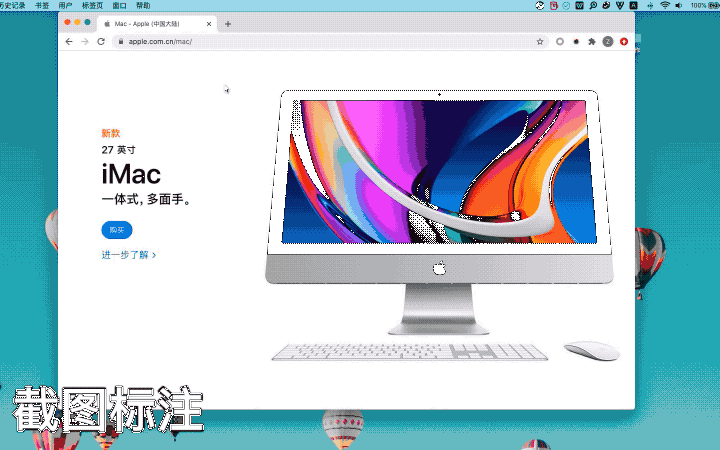 历史记录 书签 用户 标签页 窗口 帮助 100%
Mac - Apple (中国大陆)
apple.com.cn/mac/
Z
新款
27 英寸
iMac
一体式，多面手。
购买
进一步了解
截图标注